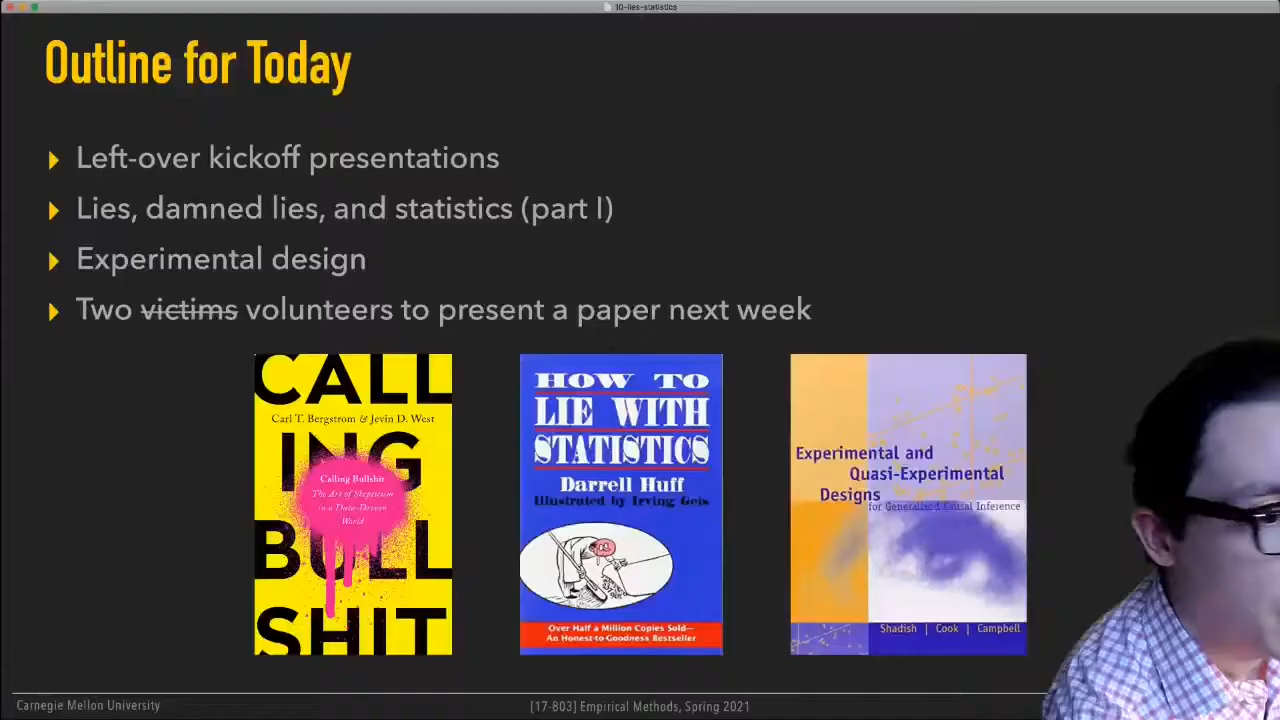 10-lies-statistics
Outline for Today
Left-over kickoff presentations
Lies, damned lies, and statistics (part I)
Experimental design
Two victims volunteers to present a paper next week
CALL
Carl T. Bergstrom & Jevin D. West
ING
Calling Bullshit
The Art of Skepticism
in a Data-Driven
World
BULL
SHIT
HOW TO
LIE WITH
STATISTICS
Darrell Huff
Illustrated by Irving Geis
Over Half a Million Copies Sold—
An Honest-to-Goodness Bestseller
Experimental and
Quasi-Experimental
Designs
for Generalized Causal Inference
Shadish | Cook | Campbell
Carnegie Mellon University
[17-803] Empirical Methods, Spring 2021